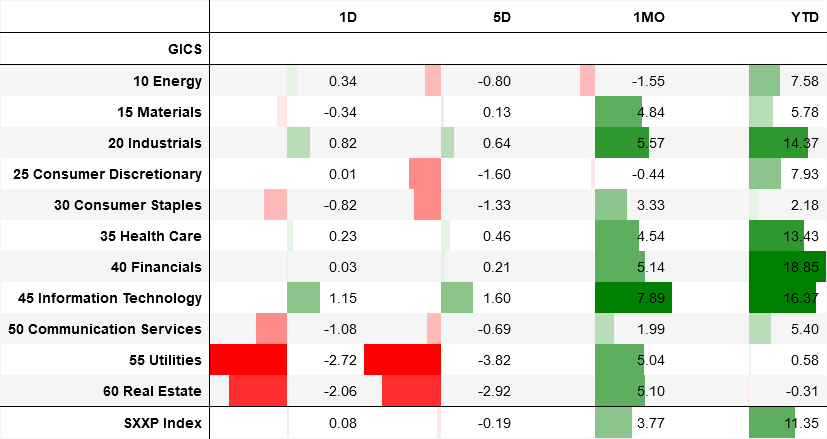 1D 5D 1MO YTD
GICS
10 Energy 0.34 -0.80 -1.55 7.58
15 Materials -0.34 0.13 4.84 5.78
20 Industrials 0.82 0.64 5.57 14.37
25 Consumer Discretionary 0.01 -1.60 -0.44 7.93
30 Consumer Staples -0.82 -1.33 3.33 2.18
35 Health Care 0.23 0.46 4.54 13.43
40 Financials 0.03 0.21 5.14 18.85
45 Information Technology 1.15 1.60 7.89 16.37
50 Communication Services -1.08 -0.69 1.99 5.40
55 Utilities -2.72 -3.82 5.04 0.58
60 Real Estate -2.06 -2.92 5.10 -0.31
SXXP Index 0.08 -0.19 3.77 11.35